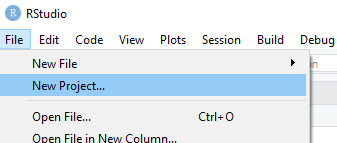 R RStudio
File Edit Code View Plots Session Build Debug
New File
New Project...
Open File... Ctrl+O
Open File in New Column...